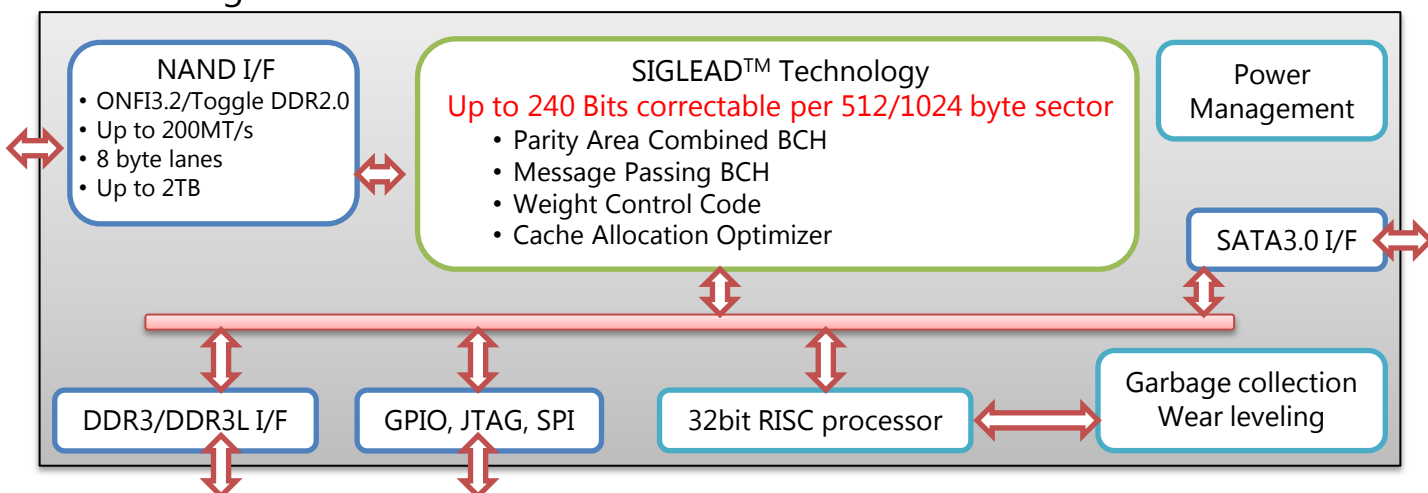 NAND I/F
• ONFI3.2/Toggle DDR2.0
• Up to 200MT/s
• 8 byte lanes
• Up to 2TB
SIGLEAD™ Technology
Up to 240 Bits correctable per 512/1024 byte sector
• Parity Area Combined BCH
• Message Passing BCH
• Weight Control Code
• Cache Allocation Optimizer
Power
Management
SATA3.0 I/F
DDR3/DDR3L I/F
GPIO, JTAG, SPI
32bit RISC processor
Garbage collection
Wear leveling